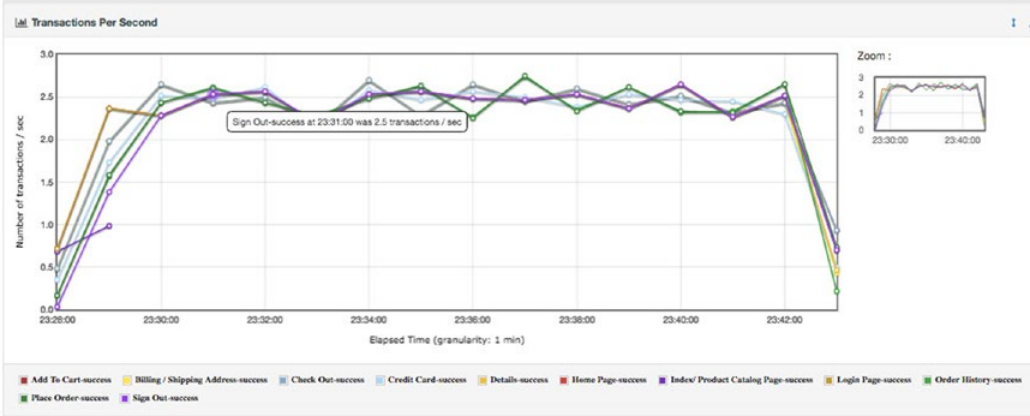 Transactions Per Second
Zoom :
3.0
2.5
2.0
1.5
1.0
0.5
0.0
Number of transactions / sec
Sign Out-success at 23:31:00 was 2.5 transactions / sec
23:28:00 23:30:00 23:32:00 23:34:00 23:36:00 23:38:00 23:40:00 23:42:00
Elapsed Time (granularity: 1 min)
3
2
1
0
23:30:00 23:40:00
Add To Cart-success Billing / Shipping Address-success Check Out-success Credit Card-success Details-success Home Page-success Index/ Product Catalog Page-success Login Page-success Order History-success
Place Order-success Sign Out-success